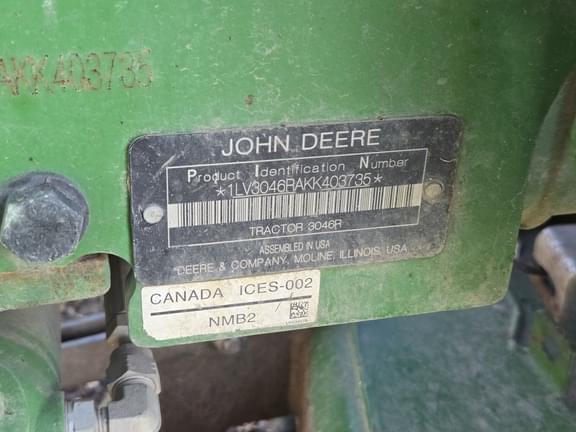 AKK403735
JOHN DEERE
Product Identification Number
*1LV3046RAKK403735*
TRACTOR 3046R
ASSEMBLED IN USA
DEERE & COMPANY, MOLINE, ILLINOIS, USA
CANADA ICES-002
NMB2